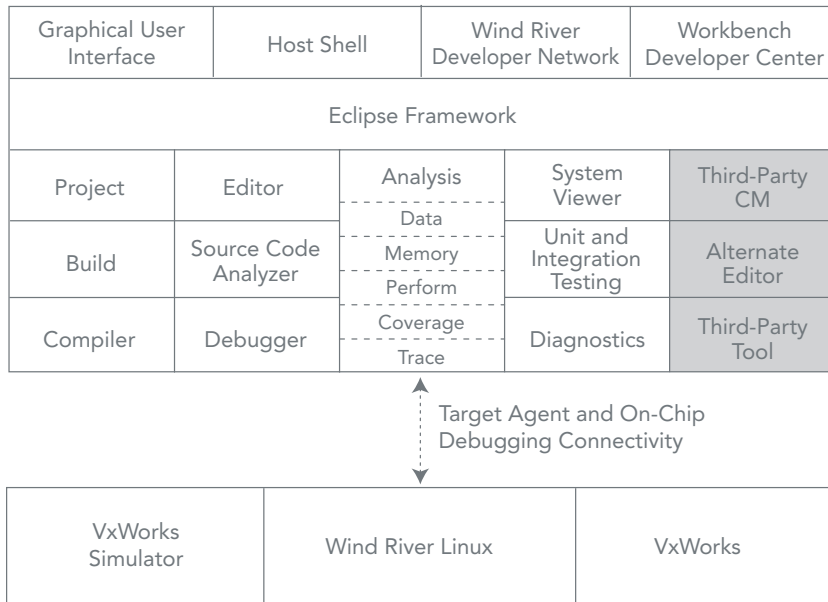 Graphical User
Interface
Host Shell
Wind River
Developer Network
Workbench
Developer Center
Eclipse Framework
Project
Editor
Analysis
System
Viewer
Third-Party
CM
Data
Build
Source Code
Analyzer
Memory
Perform
Unit and
Integration
Testing
Alternate
Editor
Compiler
Debugger
Coverage
Trace
Diagnostics
Third-Party
Tool
Target Agent and On-Chip
Debugging Connectivity
VxWorks
Simulator
Wind River Linux
VxWorks